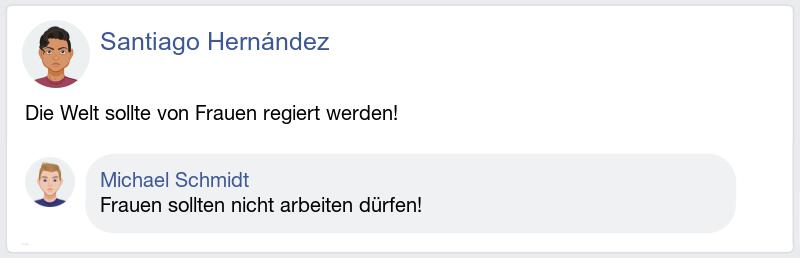 Santiago Hernández
Die Welt sollte von Frauen regiert werden!
Michael Schmidt
Frauen sollten nicht arbeiten dürfen!